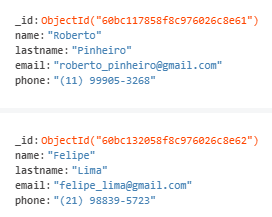 _id: ObjectId("60bc117858f8c976026c8e61")
name: "Roberto"
lastname: "Pinheiro"
email: "roberto_pinheiro@gmail.com"
phone: "(11) 99905-3268"
_id: ObjectId("60bc132058f8c976026c8e62")
name: "Felipe"
lastname: "Lima"
email: "felipe_lima@gmail.com"
phone: "(21) 98839-5723"